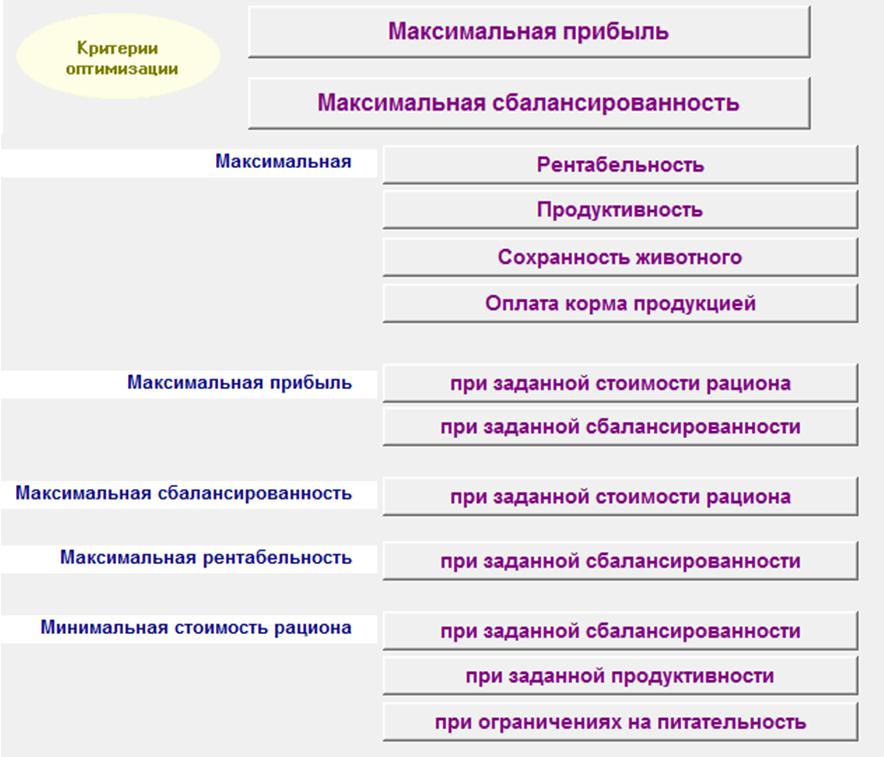 Критерии
оптимизации
Максимальная прибыль
Максимальная сбалансированность
Максимальная
Рентабельность
Продуктивность
Сохранность животного
Оплата корма продукцией
Максимальная прибыль
при заданной стоимости рациона
при заданной сбалансированности
Максимальная сбалансированность
при заданной стоимости рациона
Максимальная рентабельность
при заданной сбалансированности
Минимальная стоимость рациона
при заданной сбалансированности
при заданной продуктивности
при ограничениях на питательность